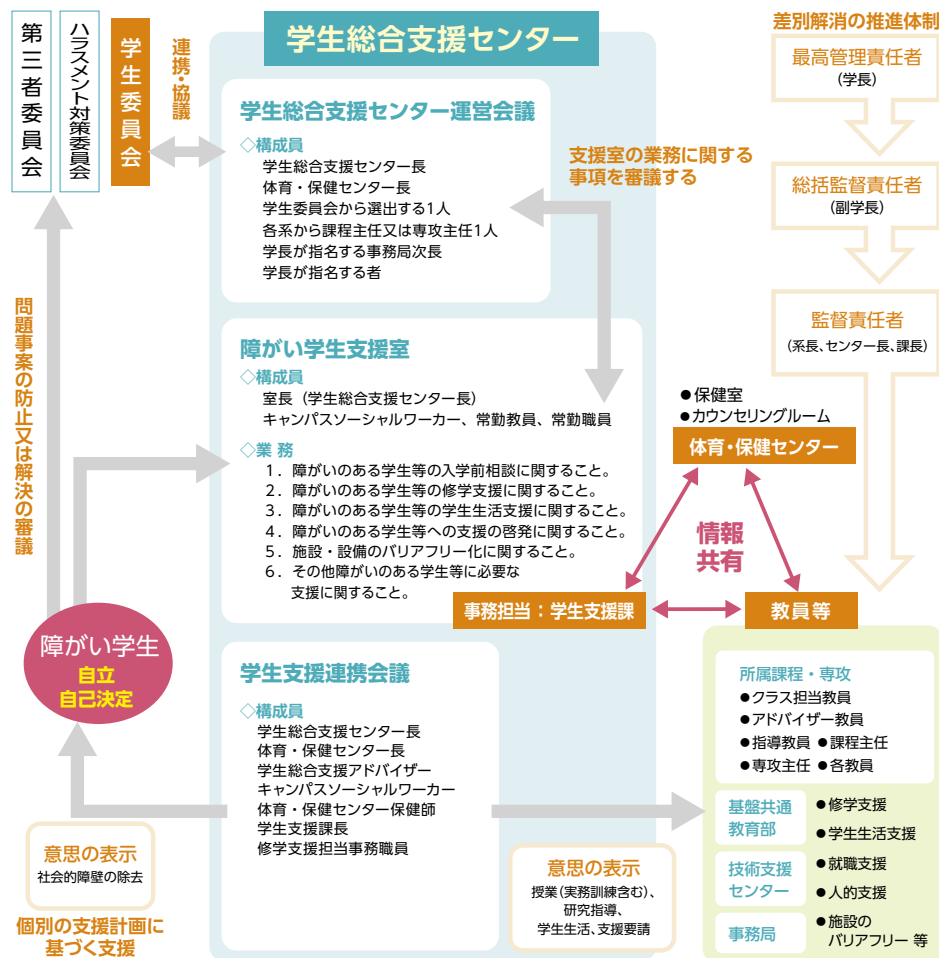 第三者委員会
ハラスメント対策委員会
学生委員会
連携・協議
問題事案の防止又は解決の審議
障がい学生
自立
自己決定
意思の表示
社会的障壁の除去
個別の支援計画に
基づく支援
学生総合支援センター
学生総合支援センター運営会議
◇構成員
学生総合支援センター長
体育・保健センター長
学生委員会から選出する1人
各系から課程主任又は専攻主任1人
学長が指名する事務局次長
学長が指名する者
支援室の業務に関する
事項を審議する
障がい学生支援室
◇構成員
室長（学生総合支援センター長）
キャンパスソーシャルワーカー、常勤教員、常勤職員
◇業 務
1．障がいのある学生等の入学前相談に関すること。
2．障がいのある学生等の修学支援に関すること。
3．障がいのある学生等の学生生活支援に関すること。
4．障がいのある学生等への支援の啓発に関すること。
5．施設・設備のバリアフリー化に関すること。
6．その他障がいのある学生等に必要な
支援に関すること。
事務担当：学生支援課
学生支援連携会議
◇構成員
学生総合支援センター長
体育・保健センター長
学生総合支援アドバイザー
キャンパスソーシャルワーカー
体育・保健センター保健師
学生支援課長
修学支援担当事務職員
意思の表示
授業（実務訓練含む）、
研究指導、
学生生活、支援要請
差別解消の推進体制
最高管理責任者
（学長）
総括監督責任者
（副学長）
監督責任者
（系長、センター長、課長）
●保健室
●カウンセリングルーム
体育・保健センター
情報
共有
教員等
所属課程・専攻
●クラス担当教員
●アドバイザー教員
●指導教員 ●課程主任
●専攻主任 ●各教員
基盤共通
教育部
技術支援
センター
事務局
●修学支援
●学生生活支援
●就職支援
●人的支援
●施設の
バリアフリー 等